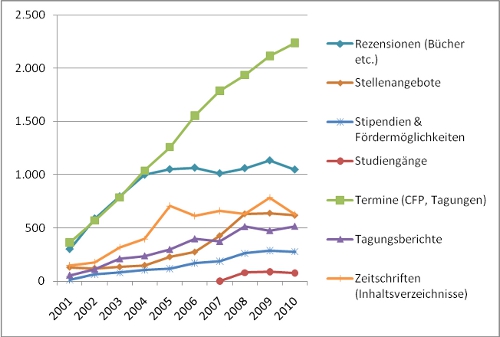 2.500
2.000
1.500
1.000
500
0
2001 2002 2003 2004 2005 2006 2007 2008 2009 2010
Rezensionen (Bücher
etc.)
Stellenangebote
Stipendien &
Fördermöglichkeiten
Studiengänge
Termine (CFP, Tagungen)
Tagungsberichte
Zeitschriften
(Inhaltsverzeichnisse)